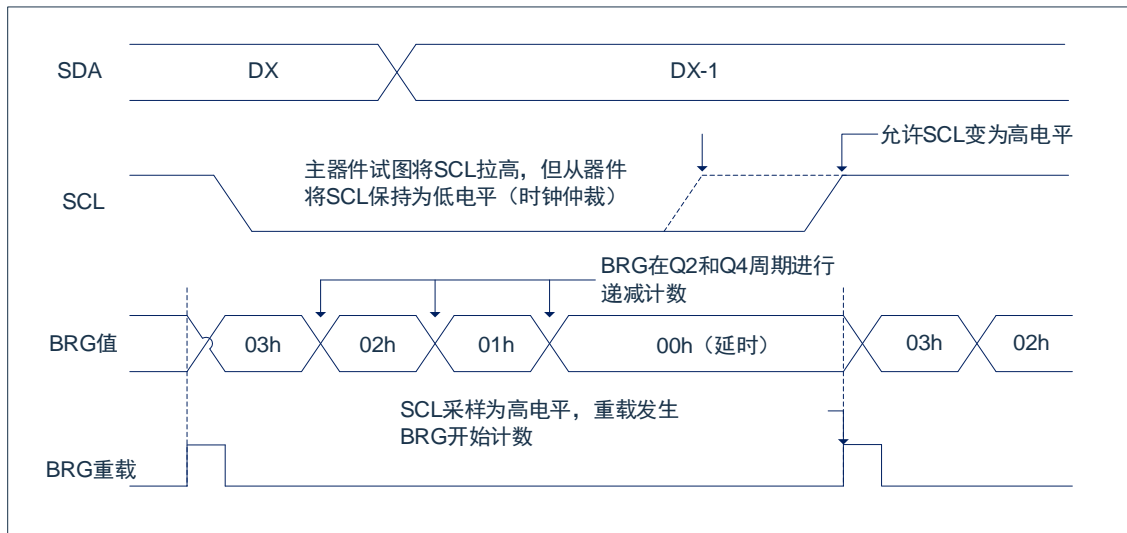 SDA
DX
DX-1
允许SCL变为高电平
主器件试图将SCL拉高，但从器件
将SCL保持为低电平（时钟仲裁）
SCL
BRG在Q2和Q4周期进行
递减计数
BRG值
03h
02h
01h
00h（延时）
03h
02h
SCL采样为高电平，重载发生
BRG开始计数
BRG重载